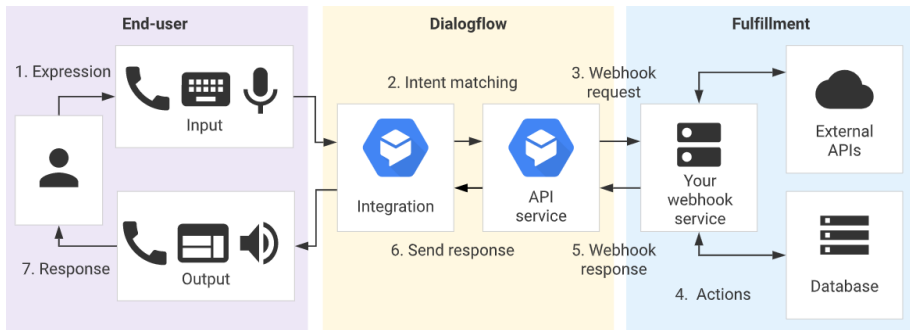 End-user
Dialogflow
Fulfillment
1. Expression
Input
2. Intent matching
3. Webhook
request
External
APIs
Integration
API
service
Your
webhook
service
7. Response
Output
6. Send response
5. Webhook
response
4. Actions
Database